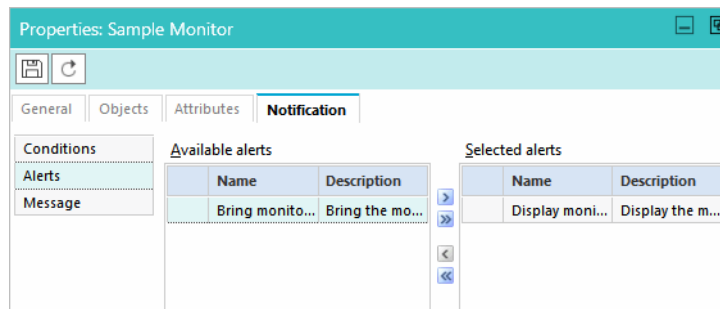 Properties: Sample Monitor
General Objects Attributes Notification
Conditions
Alerts
Message
Available alerts
Name Description
Bring monito... Bring the mo...
Selected alerts
Name Description
Display moni... Display the m...